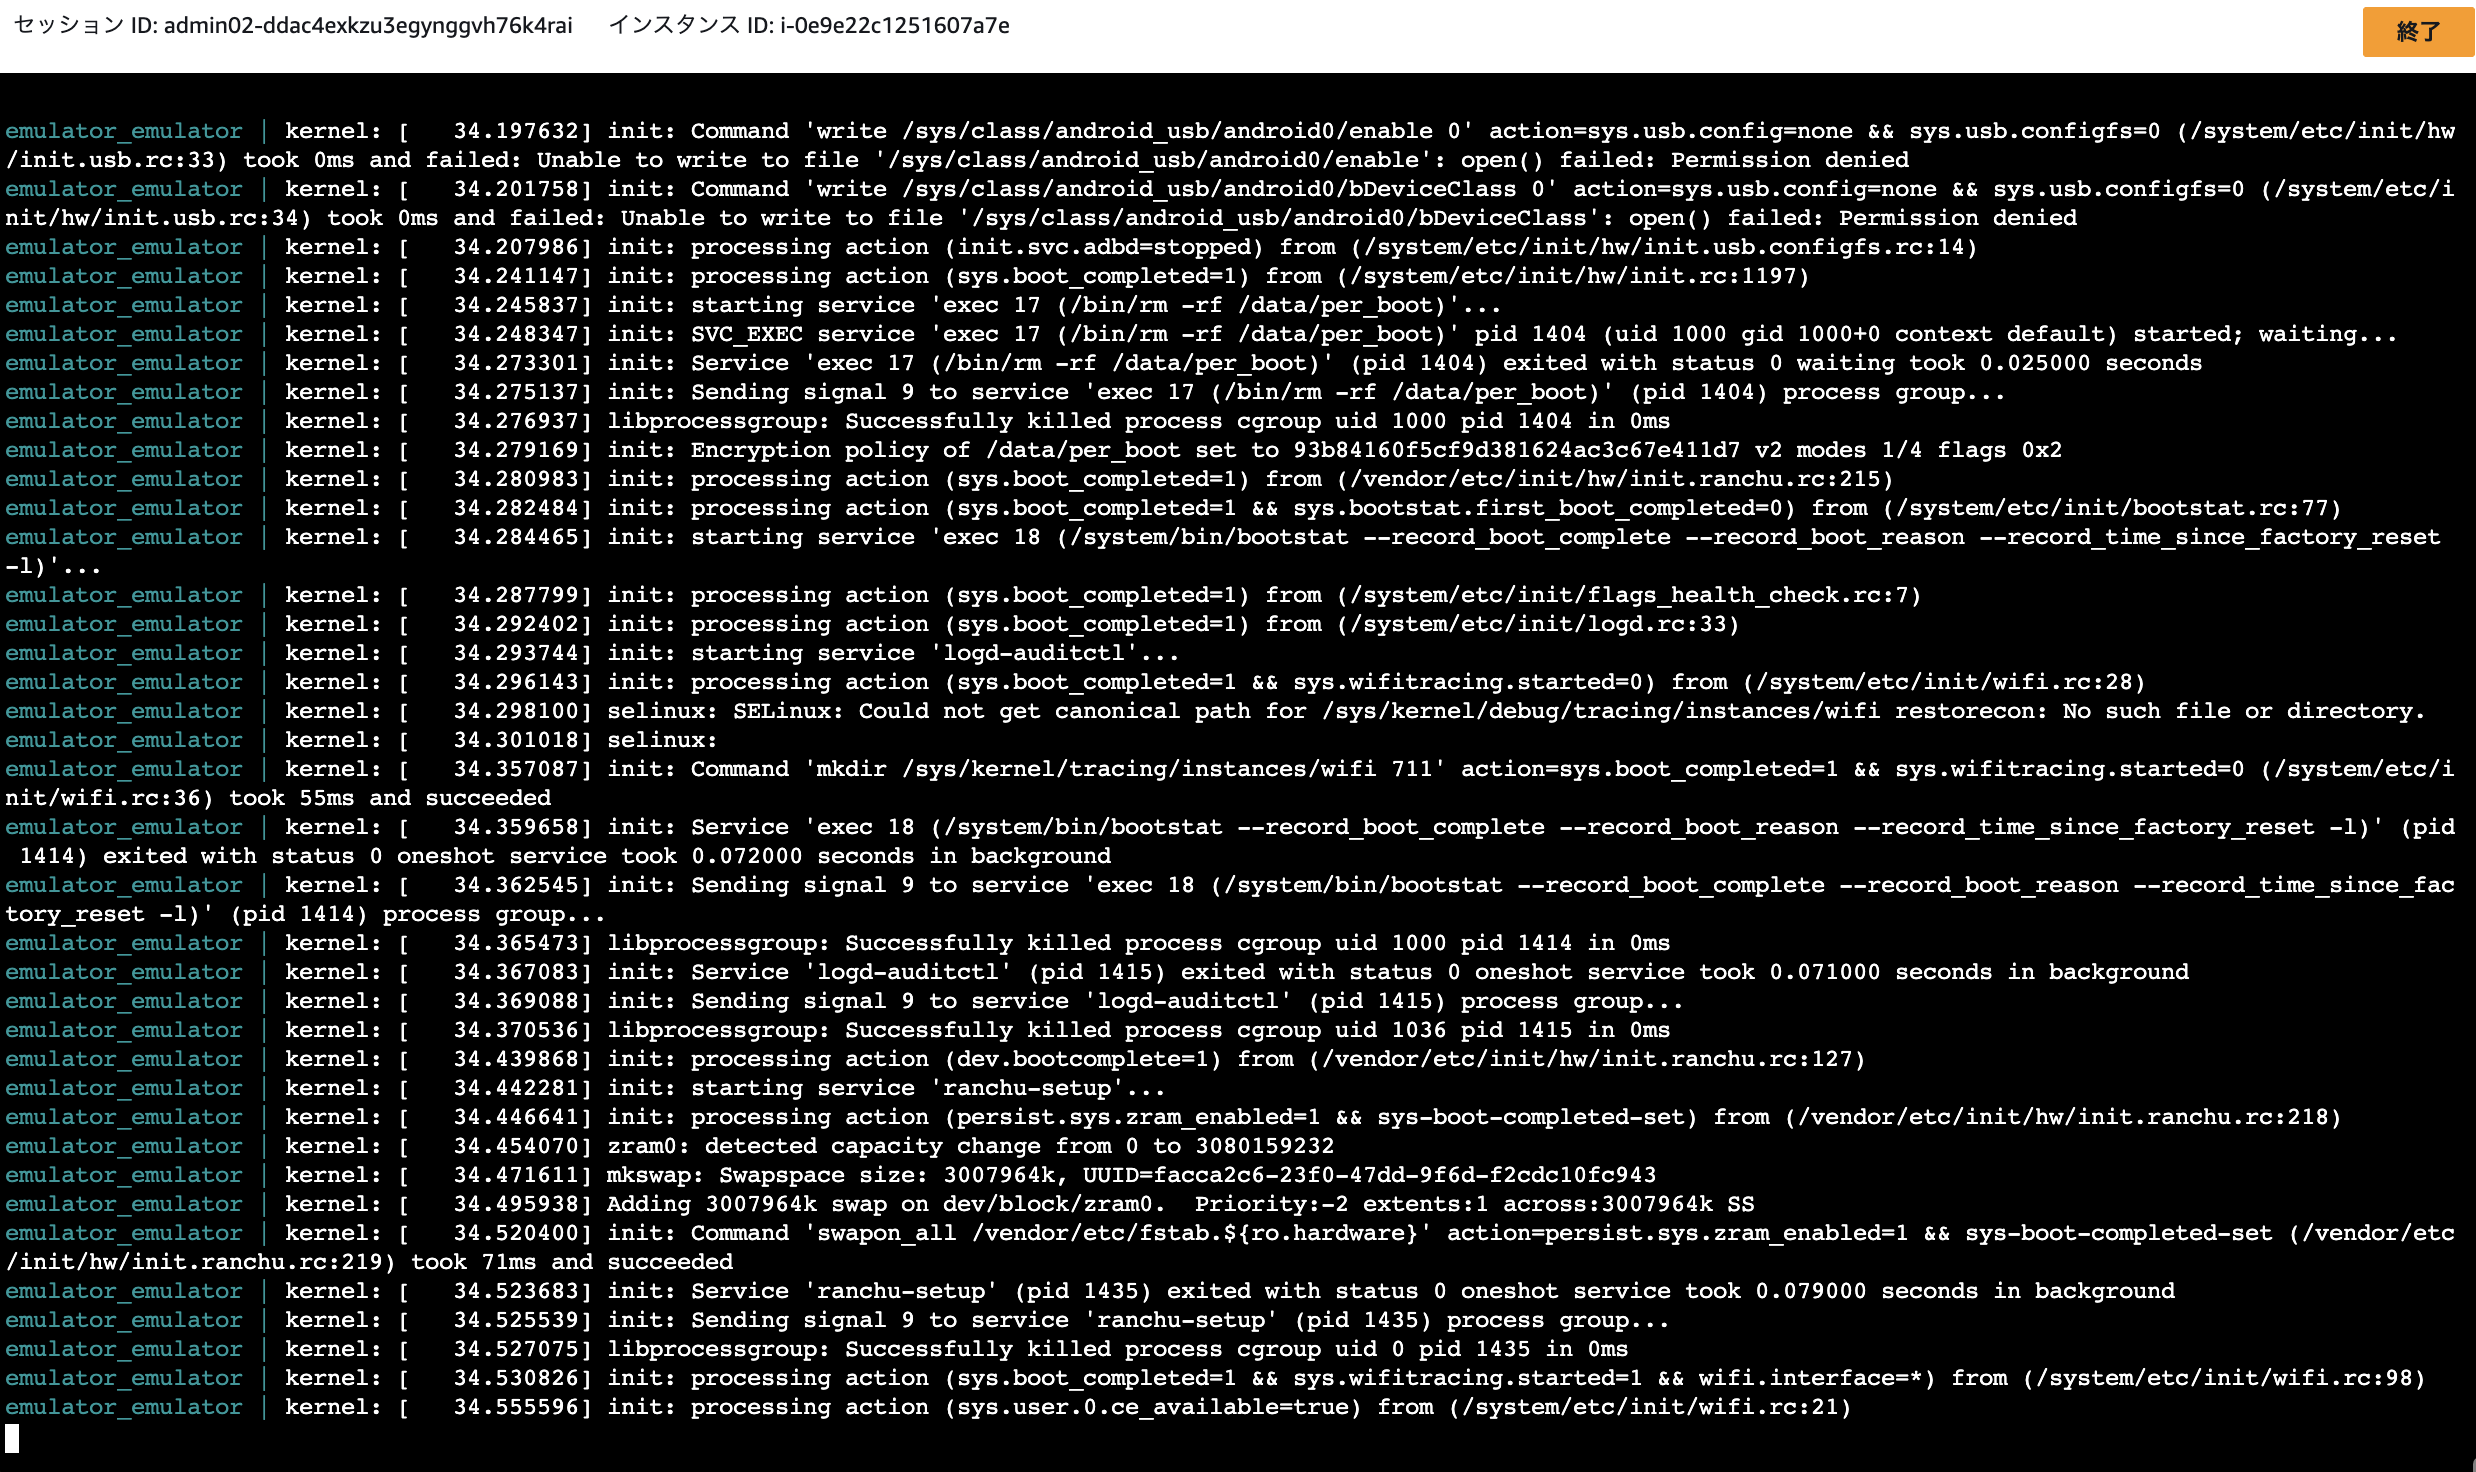 セッション ID: admin02-ddac4exkzu3egynggvh76k4rai インスタンス ID: i-0e9e22c1251607a7e
終了
emulator_emulator | kernel: [   34.197632] init: Command 'write /sys/class/android_usb/android0/enable 0' action=sys.usb.config=none && sys.usb.configfs=0 (/system/etc/init/hw
/init.usb.rc:33) took 0ms and failed: Unable to write to file '/sys/class/android_usb/android0/enable': open() failed: Permission denied
emulator_emulator | kernel: [   34.201758] init: Command 'write /sys/class/android_usb/android0/bDeviceClass 0' action=sys.usb.config=none && sys.usb.configfs=0 (/system/etc/i
nit/hw/init.usb.rc:34) took 0ms and failed: Unable to write to file '/sys/class/android_usb/android0/bDeviceClass': open() failed: Permission denied
emulator_emulator | kernel: [   34.207986] init: processing action (init.svc.adbd=stopped) from (/system/etc/init/hw/init.usb.configfs.rc:14)
emulator_emulator | kernel: [   34.241147] init: processing action (sys.boot_completed=1) from (/system/etc/init/hw/init.rc:1197)
emulator_emulator | kernel: [   34.245837] init: starting service 'exec 17 (/bin/rm -rf /data/per_boot)'...
emulator_emulator | kernel: [   34.248347] init: SVC_EXEC service 'exec 17 (/bin/rm -rf /data/per_boot)' pid 1404 (uid 1000 gid 1000+0 context default) started; waiting...
emulator_emulator | kernel: [   34.273301] init: Service 'exec 17 (/bin/rm -rf /data/per_boot)' (pid 1404) exited with status 0 waiting took 0.025000 seconds
emulator_emulator | kernel: [   34.275137] init: Sending signal 9 to service 'exec 17 (/bin/rm -rf /data/per_boot)' (pid 1404) process group...
emulator_emulator | kernel: [   34.276937] libprocessgroup: Successfully killed process cgroup uid 1000 pid 1404 in 0ms
emulator_emulator | kernel: [   34.279169] init: Encryption policy of /data/per_boot set to 93b84160f5cf9d381624ac3c67e411d7 v2 modes 1/4 flags 0x2
emulator_emulator | kernel: [   34.280983] init: processing action (sys.boot_completed=1) from (/vendor/etc/init/hw/init.ranchu.rc:215)
emulator_emulator | kernel: [   34.282484] init: processing action (sys.boot_completed=1 && sys.bootstat.first_boot_completed=0) from (/system/etc/init/bootstat.rc:77)
emulator_emulator | kernel: [   34.284465] init: starting service 'exec 18 (/system/bin/bootstat --record_boot_complete --record_boot_reason --record_time_since_factory_reset
-l)'...
emulator_emulator | kernel: [   34.287799] init: processing action (sys.boot_completed=1) from (/system/etc/init/flags_health_check.rc:7)
emulator_emulator | kernel: [   34.292402] init: processing action (sys.boot_completed=1) from (/system/etc/init/logd.rc:33)
emulator_emulator | kernel: [   34.293744] init: starting service 'logd-auditctl'...
emulator_emulator | kernel: [   34.296143] init: processing action (sys.boot_completed=1 && sys.wifitracing.started=0) from (/system/etc/init/wifi.rc:28)
emulator_emulator | kernel: [   34.298100] selinux: SELinux: Could not get canonical path for /sys/kernel/debug/tracing/instances/wifi restorecon: No such file or directory.
emulator_emulator | kernel: [   34.301018] selinux:
emulator_emulator | kernel: [   34.357087] init: Command 'mkdir /sys/kernel/tracing/instances/wifi 711' action=sys.boot_completed=1 && sys.wifitracing.started=0 (/system/etc/i
nit/wifi.rc:36) took 55ms and succeeded
emulator_emulator | kernel: [   34.359658] init: Service 'exec 18 (/system/bin/bootstat --record_boot_complete --record_boot_reason --record_time_since_factory_reset -l)' (pid
 1414) exited with status 0 oneshot service took 0.072000 seconds in background
emulator_emulator | kernel: [   34.362545] init: Sending signal 9 to service 'exec 18 (/system/bin/bootstat --record_boot_complete --record_boot_reason --record_time_since_fac
tory_reset -l)' (pid 1414) process group...
emulator_emulator | kernel: [   34.365473] libprocessgroup: Successfully killed process cgroup uid 1000 pid 1414 in 0ms
emulator_emulator | kernel: [   34.367083] init: Service 'logd-auditctl' (pid 1415) exited with status 0 oneshot service took 0.071000 seconds in background
emulator_emulator | kernel: [   34.369088] init: Sending signal 9 to service 'logd-auditctl' (pid 1415) process group...
emulator_emulator | kernel: [   34.370536] libprocessgroup: Successfully killed process cgroup uid 1036 pid 1415 in 0ms
emulator_emulator | kernel: [   34.439868] init: processing action (dev.bootcomplete=1) from (/vendor/etc/init/hw/init.ranchu.rc:127)
emulator_emulator | kernel: [   34.442281] init: starting service 'ranchu-setup'...
emulator_emulator | kernel: [   34.446641] init: processing action (persist.sys.zram_enabled=1 && sys-boot-completed-set) from (/vendor/etc/init/hw/init.ranchu.rc:218)
emulator_emulator | kernel: [   34.454070] zram0: detected capacity change from 0 to 3080159232
emulator_emulator | kernel: [   34.471611] mkswap: Swapspace size: 3007964k, UUID=facca2c6-23f0-47dd-9f6d-f2cdc10fc943
emulator_emulator | kernel: [   34.495938] Adding 3007964k swap on dev/block/zram0.  Priority:-2 extents:1 across:3007964k SS
emulator_emulator | kernel: [   34.520400] init: Command 'swapon_all /vendor/etc/fstab.${ro.hardware}' action=persist.sys.zram_enabled=1 && sys-boot-completed-set (/vendor/etc
/init/hw/init.ranchu.rc:219) took 71ms and succeeded
emulator_emulator | kernel: [   34.523683] init: Service 'ranchu-setup' (pid 1435) exited with status 0 oneshot service took 0.079000 seconds in background
emulator_emulator | kernel: [   34.525539] init: Sending signal 9 to service 'ranchu-setup' (pid 1435) process group...
emulator_emulator | kernel: [   34.527075] libprocessgroup: Successfully killed process cgroup uid 0 pid 1435 in 0ms
emulator_emulator | kernel: [   34.530826] init: processing action (sys.boot_completed=1 && sys.wifitracing.started=1 && wifi.interface=*) from (/system/etc/init/wifi.rc:98)
emulator_emulator | kernel: [   34.555596] init: processing action (sys.user.0.ce_available=true) from (/system/etc/init/wifi.rc:21)